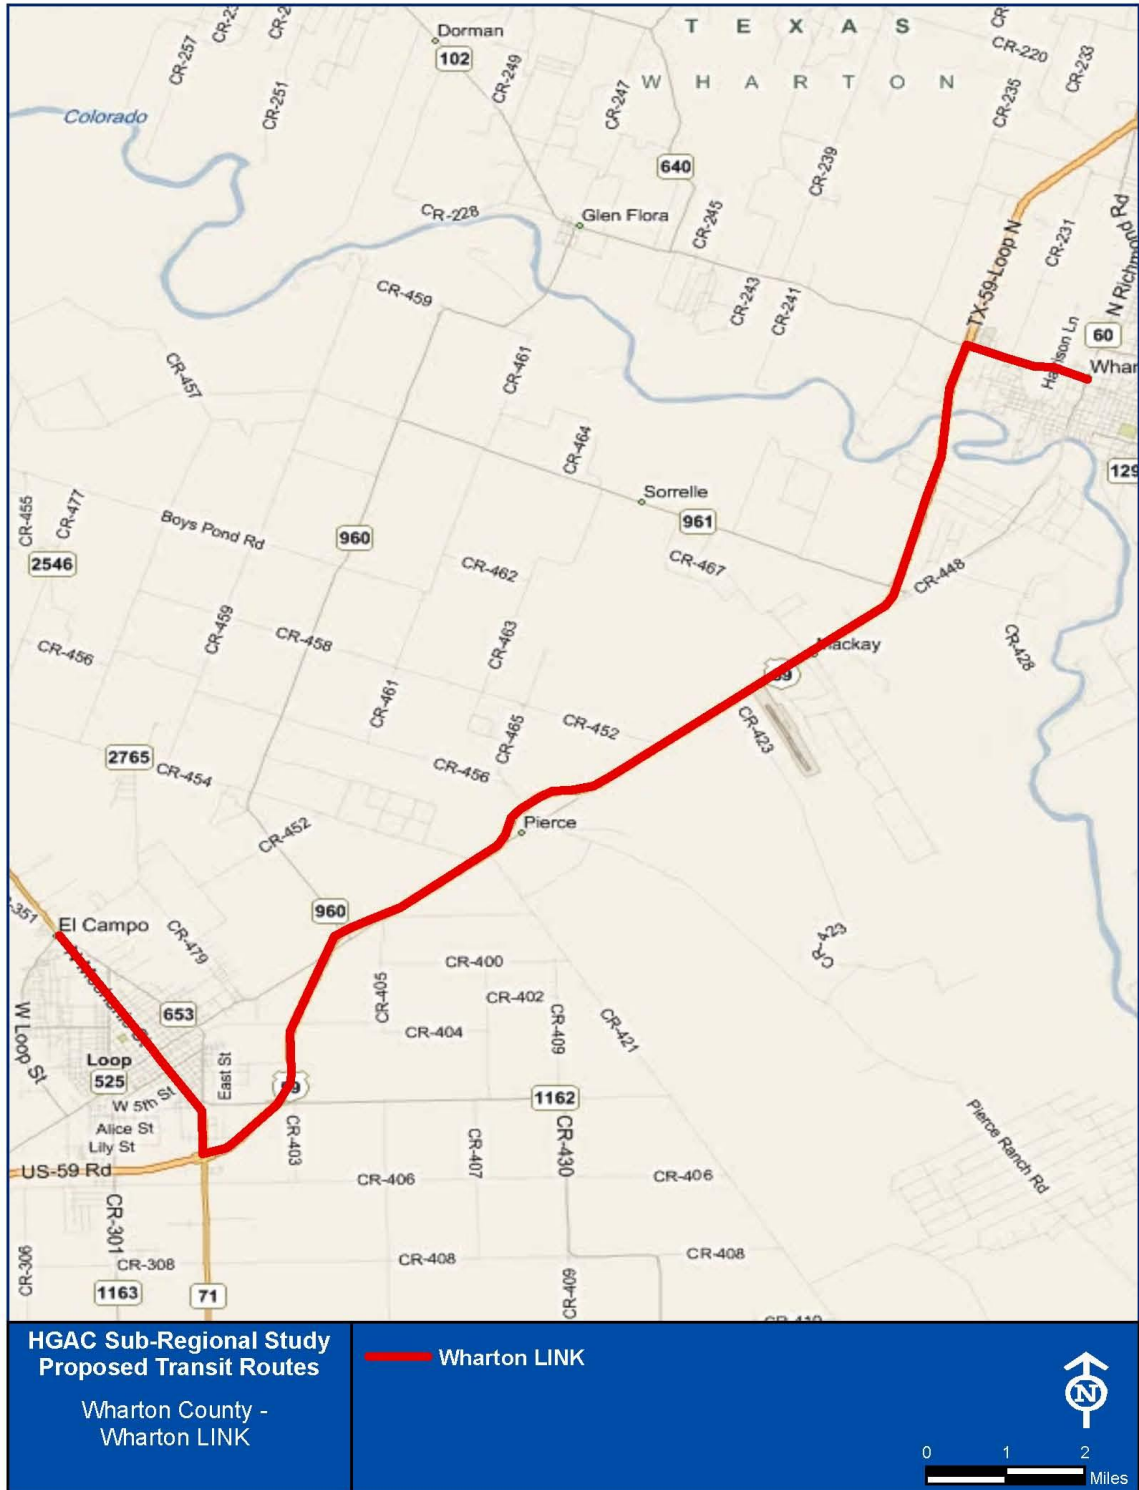 Dorman
102
T E X A S
W H A R T O N
CR-257
CR-251
CR-249
CR-247
CR-220
CR-233
CR-235
Colorado
640
CR-239
CR-228
Glen Flora
CR-245
CR-231
TX-59-Loop N
CR-459
CR-243
CR-241
60
CR-461
CR-457
CR-464
Sorrelle
961
CR-455
CR-477
Boys Pond Rd
960
2546
CR-462
CR-467
CR-448
CR-459
CR-458
CR-463
CR-456
CR-428
CR-461
CR-465
CR-452
CR-423
2765
CR-454
CR-456
Pierce
CR-452
960
El Campo
CR-479
CR-423
CR-400
CR-405
CR-402
653
CR-404
CR-409
CR-421
W Loop St
Loop
525
East St
W 5th St
1162
Alice St
Lily St
CR-403
CR-407
CR-430
Pierce Ranch Rd
US-59 Rd
CR-406
CR-406
CR-301
CR-306
CR-308
CR-408
CR-408
1163
71
CR-409
HGAC Sub-Regional Study
Proposed Transit Routes
Wharton County -
Wharton LINK
Wharton LINK
N
0 1 2
Miles